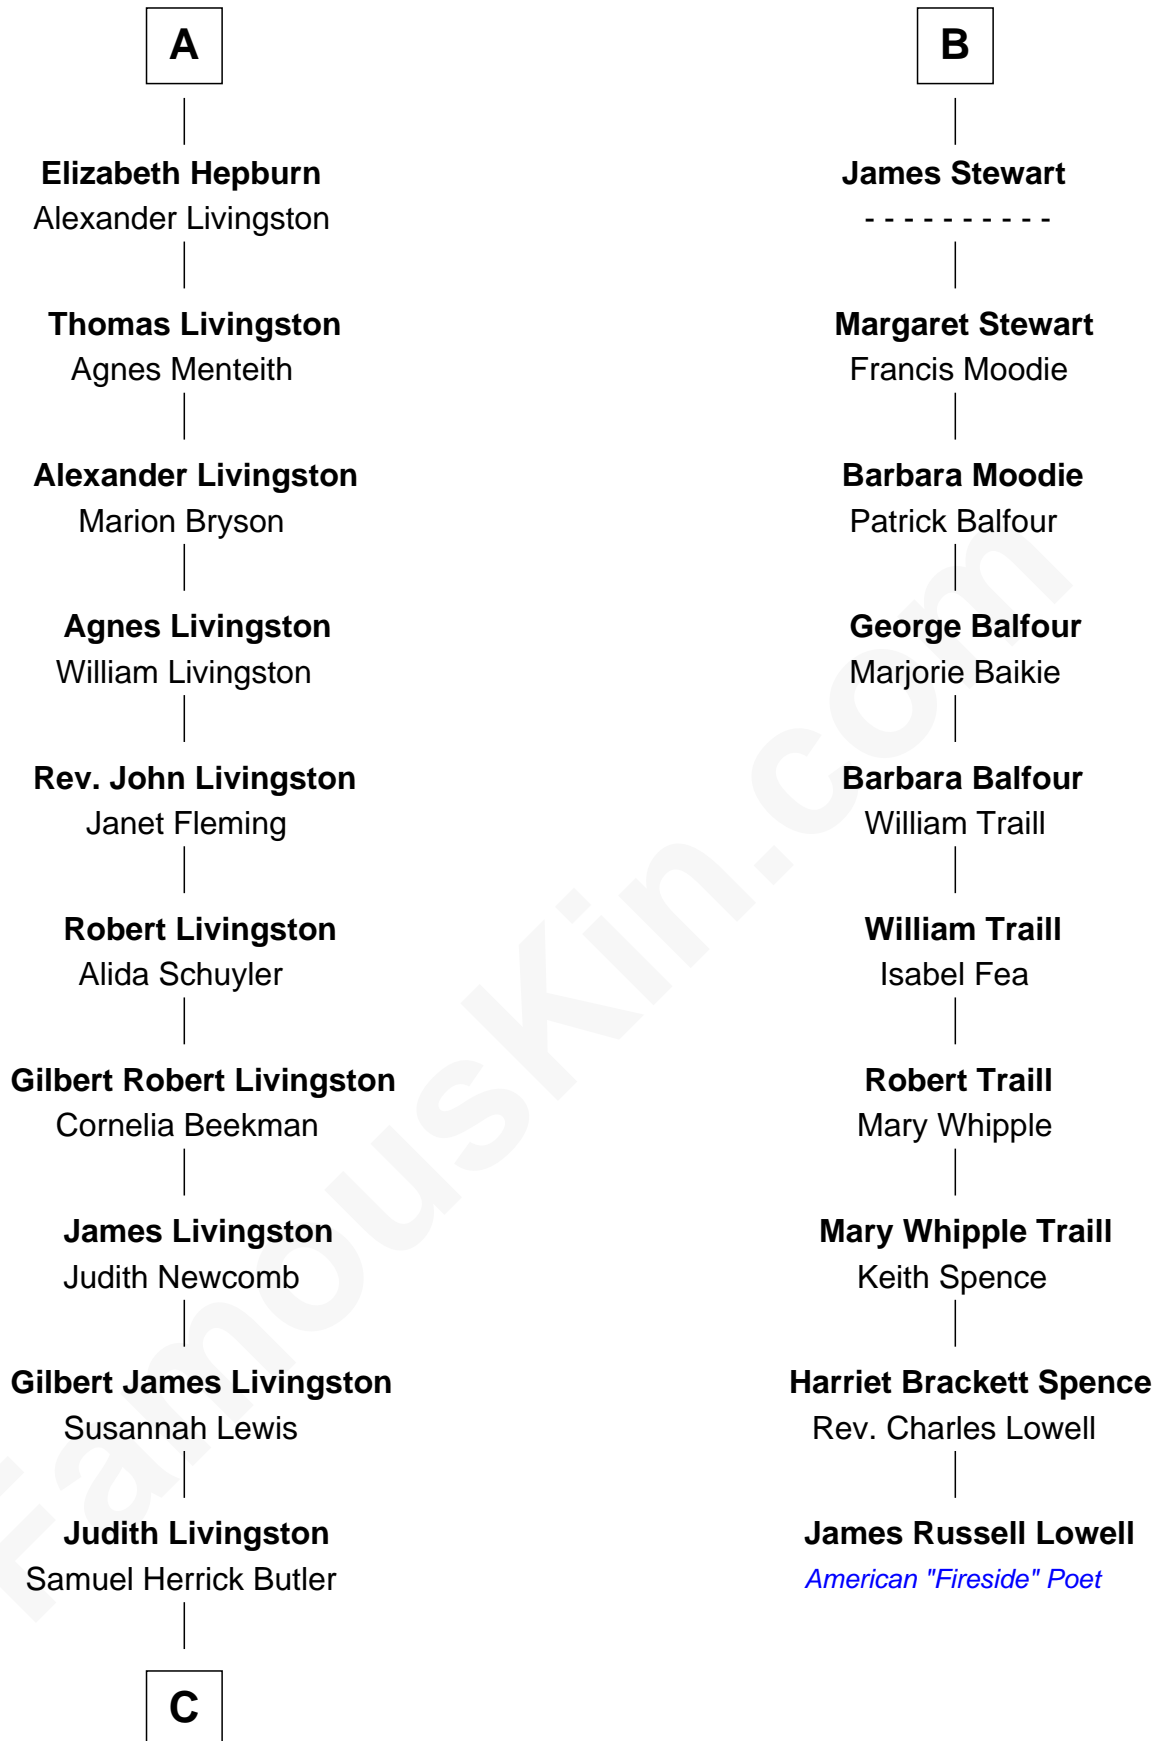 A
Elizabeth Hepburn
Alexander Livingston
Thomas Livingston
Agnes Menteith
Alexander Livingston
Marion Bryson
Agnes Livingston
William Livingston
Rev. John Livingston
Janet Fleming
Robert Livingston
Alida Schuyler
Gilbert Robert Livingston
Cornelia Beekman
James Livingston
Judith Newcomb
Gilbert James Livingston
Susannah Lewis
Judith Livingston
Samuel Herrick Butler
C
B
James Stewart
- - - - - - - - - -
Margaret Stewart
Francis Moodie
Barbara Moodie
Patrick Balfour
George Balfour
Marjorie Baikie
Barbara Balfour
William Traill
William Traill
Isabel Fea
Robert Traill
Mary Whipple
Mary Whipple Traill
Keith Spence
Harriet Brackett Spence
Rev. Charles Lowell
James Russell Lowell
American "Fireside" Poet
FamousKin.com